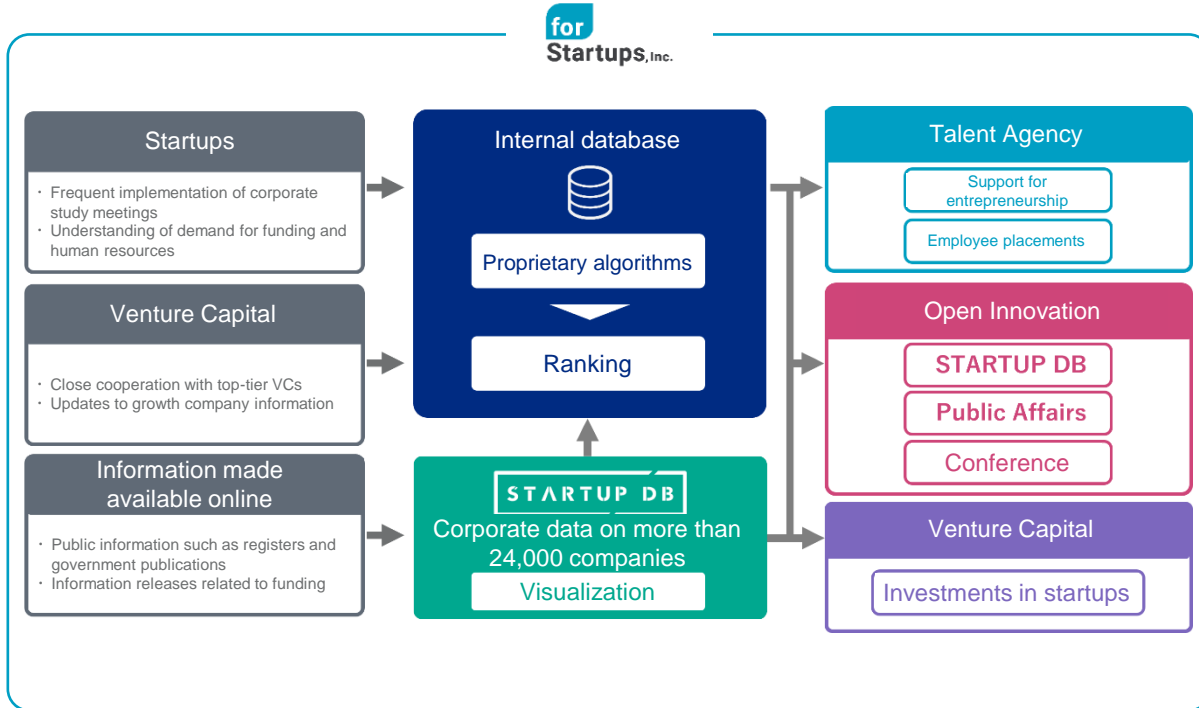 for
Startups,Inc.
Startups
・ Frequent implementation of corporate
study meetings
・ Understanding of demand for funding and
human resources
Venture Capital
・ Close cooperation with top-tier VCs
・ Updates to growth company information
Information made
available online
・ Public information such as registers and
government publications
・ Information releases related to funding
Internal database
Proprietary algorithms
Ranking
STARTUP DB
Corporate data on more than
24,000 companies
Visualization
Talent Agency
Support for
entrepreneurship
Employee placements
Open Innovation
STARTUP DB
Public Affairs
Conference
Venture Capital
Investments in startups